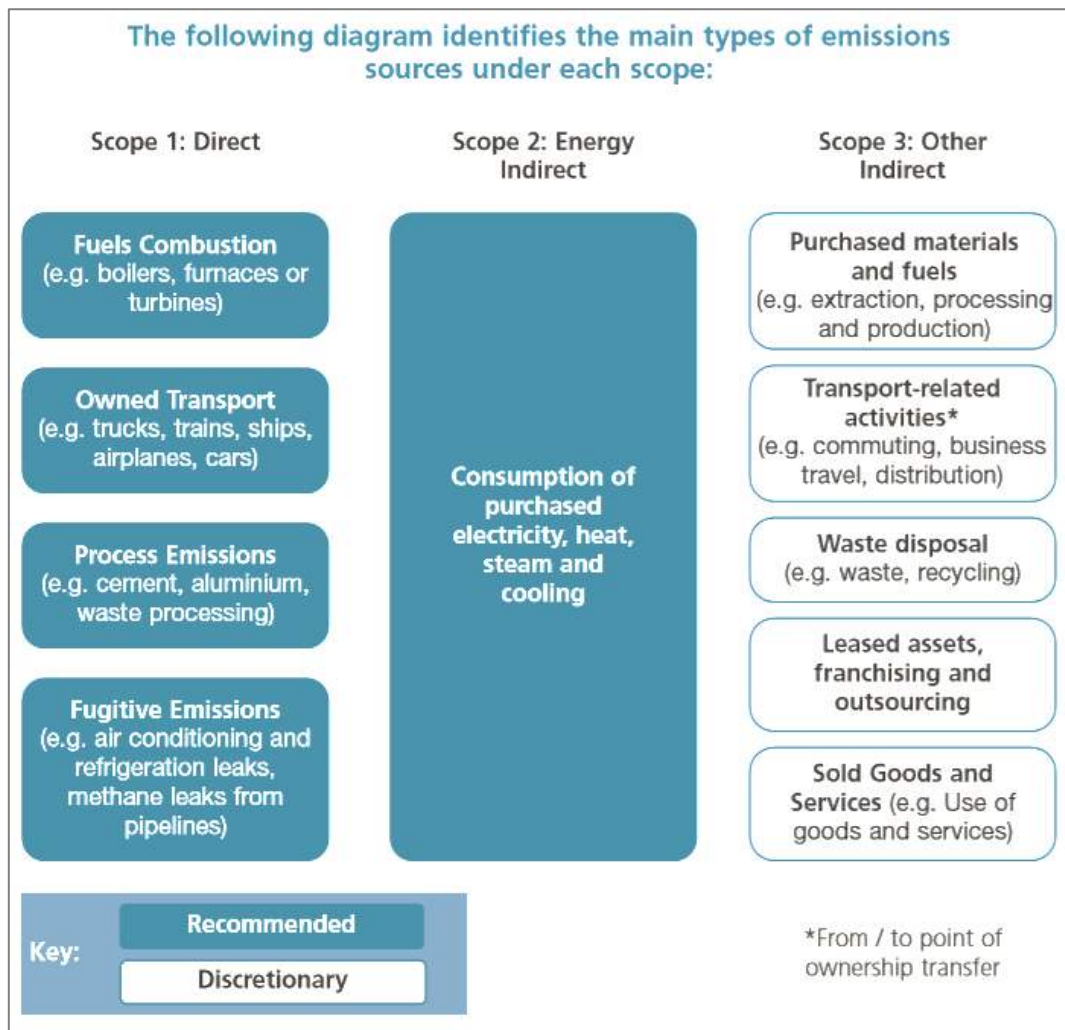 The following diagram identifies the main types of emissions
sources under each scope:
Scope 1: Direct
Fuels Combustion
(e.g. boilers, furnaces or
turbines)
Owned Transport
(e.g. trucks, trains, ships,
airplanes, cars)
Process Emissions
(e.g. cement, aluminium,
waste processing)
Fugitive Emissions
(e.g. air conditioning and
refrigeration leaks,
methane leaks from
pipelines)
Scope 2: Energy
Indirect
Consumption of
purchased
electricity, heat,
steam and
cooling
Scope 3: Other
Indirect
Purchased materials
and fuels
(e.g. extraction, processing
and production)
Transport-related
activities*
(e.g. commuting, business
travel, distribution)
Waste disposal
(e.g. waste, recycling)
Leased assets,
franchising and
outsourcing
Sold Goods and
Services (e.g. Use of
goods and services)
Key:
Recommended
Discretionary
*From / to point of
ownership transfer